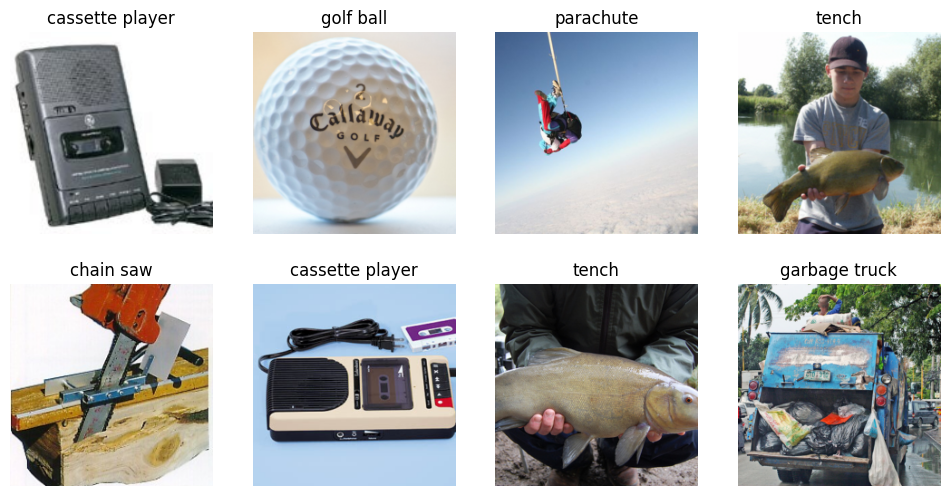 cassette player
golf ball
parachute
tench
2
Callaway
GOLF
chain saw
cassette player
tench
garbage truck